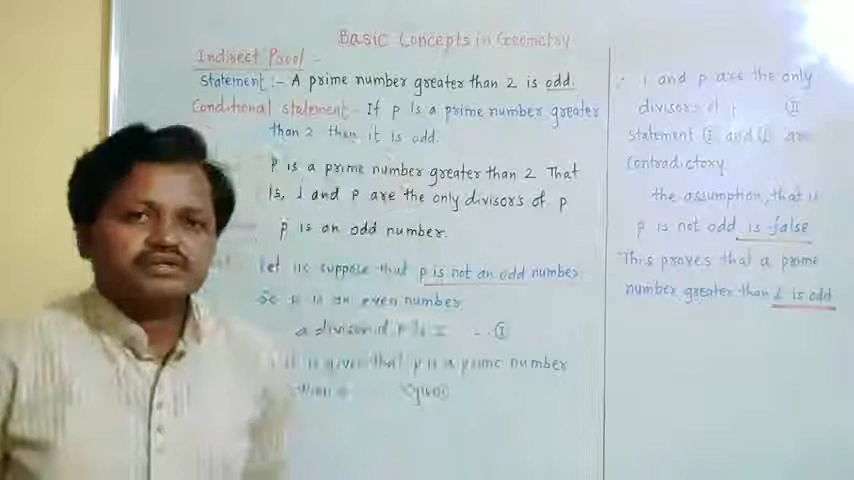 Basic Concepts in Geometry
Indirect Proof -
Statement :- A prime number greater than 2 is odd.
Conditional statement - If p is a prime number greater
than 2 then it is odd.
p is a prime number greater than 2 That
is, 1 and p are the only divisors of p
p is an odd number.
Let us suppose that p is not an odd number.
So p is an even number
a divisor of p is 2 - (I)
it is given that p is a prime number
than (given)
∴ 1 and p are the only
divisors of p (II)
statement (I) and (II) are
contradictory.
the assumption, that is
p is not odd is false
This proves that a prime
number greater than 2 is odd